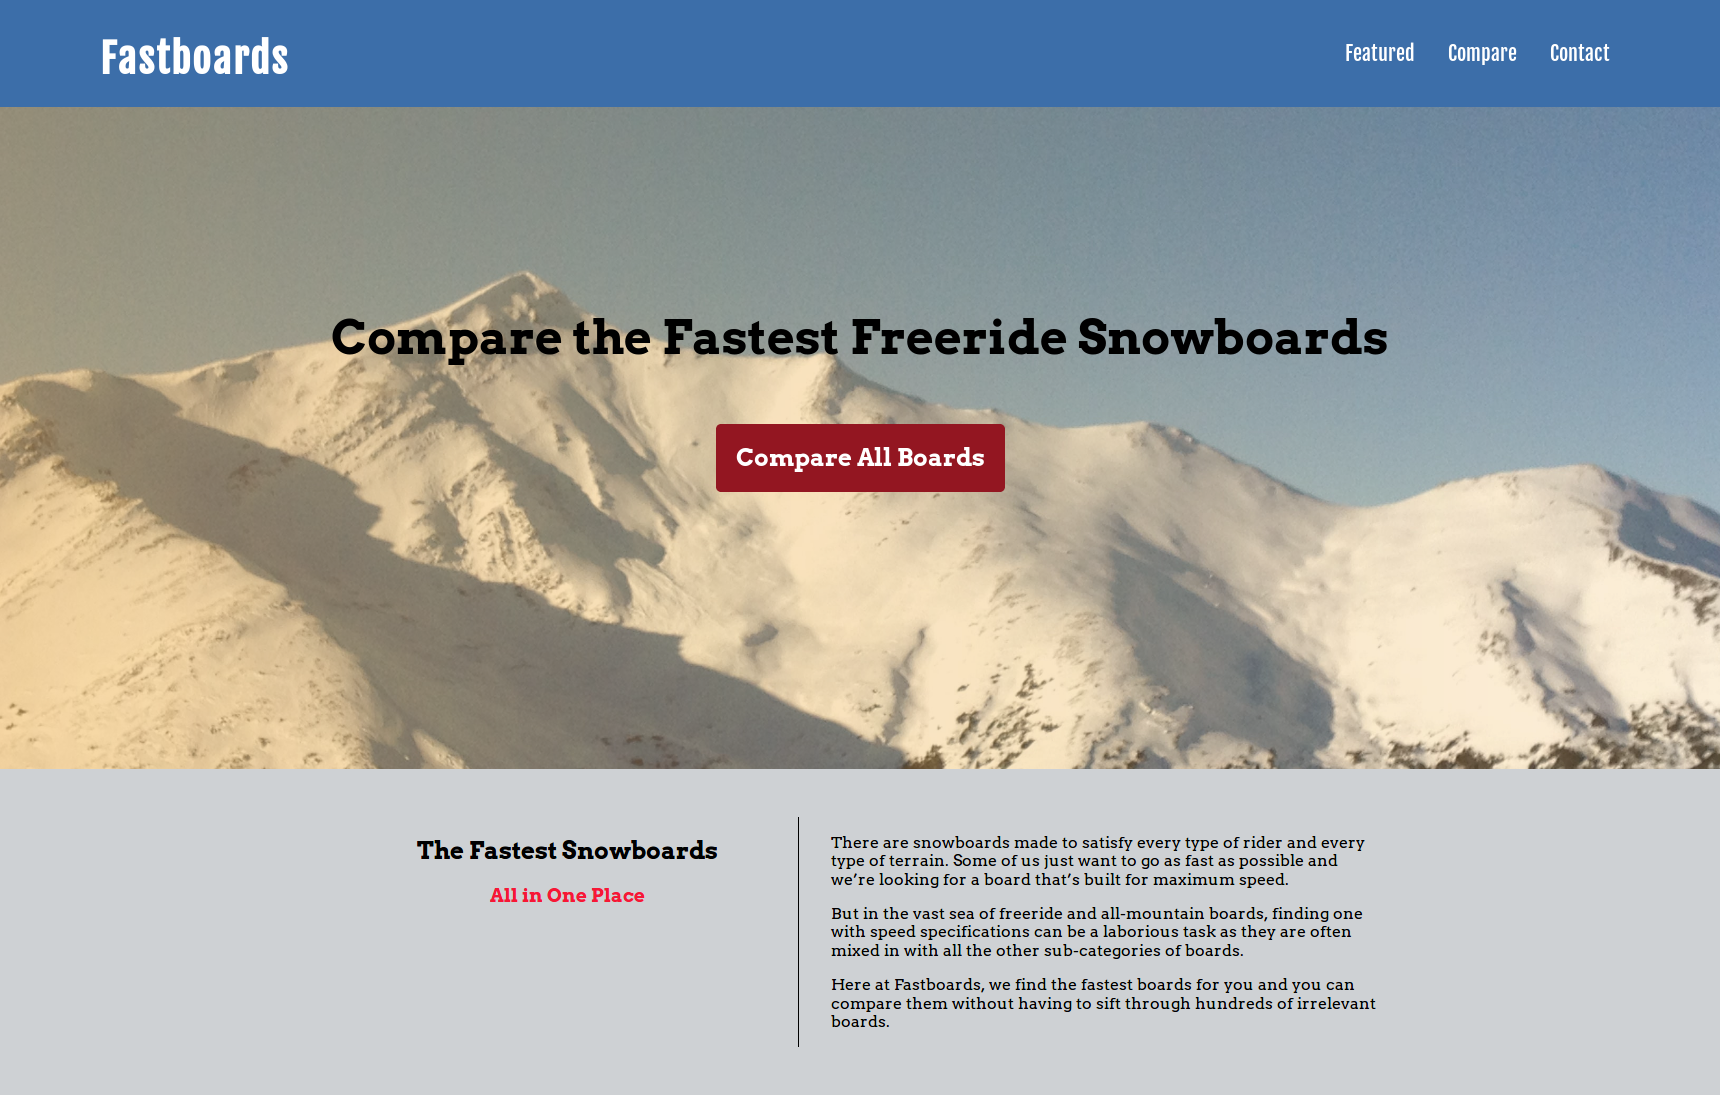 Fastboards
Featured Compare Contact
Compare the Fastest Freeride Snowboards
Compare All Boards
The Fastest Snowboards
All in One Place
There are snowboards made to satisfy every type of rider and every
type of terrain. Some of us just want to go as fast as possible and
we’re looking for a board that’s built for maximum speed.
But in the vast sea of freeride and all-mountain boards, finding one
with speed specifications can be a laborious task as they are often
mixed in with all the other sub-categories of boards.
Here at Fastboards, we find the fastest boards for you and you can
compare them without having to sift through hundreds of irrelevant
boards.